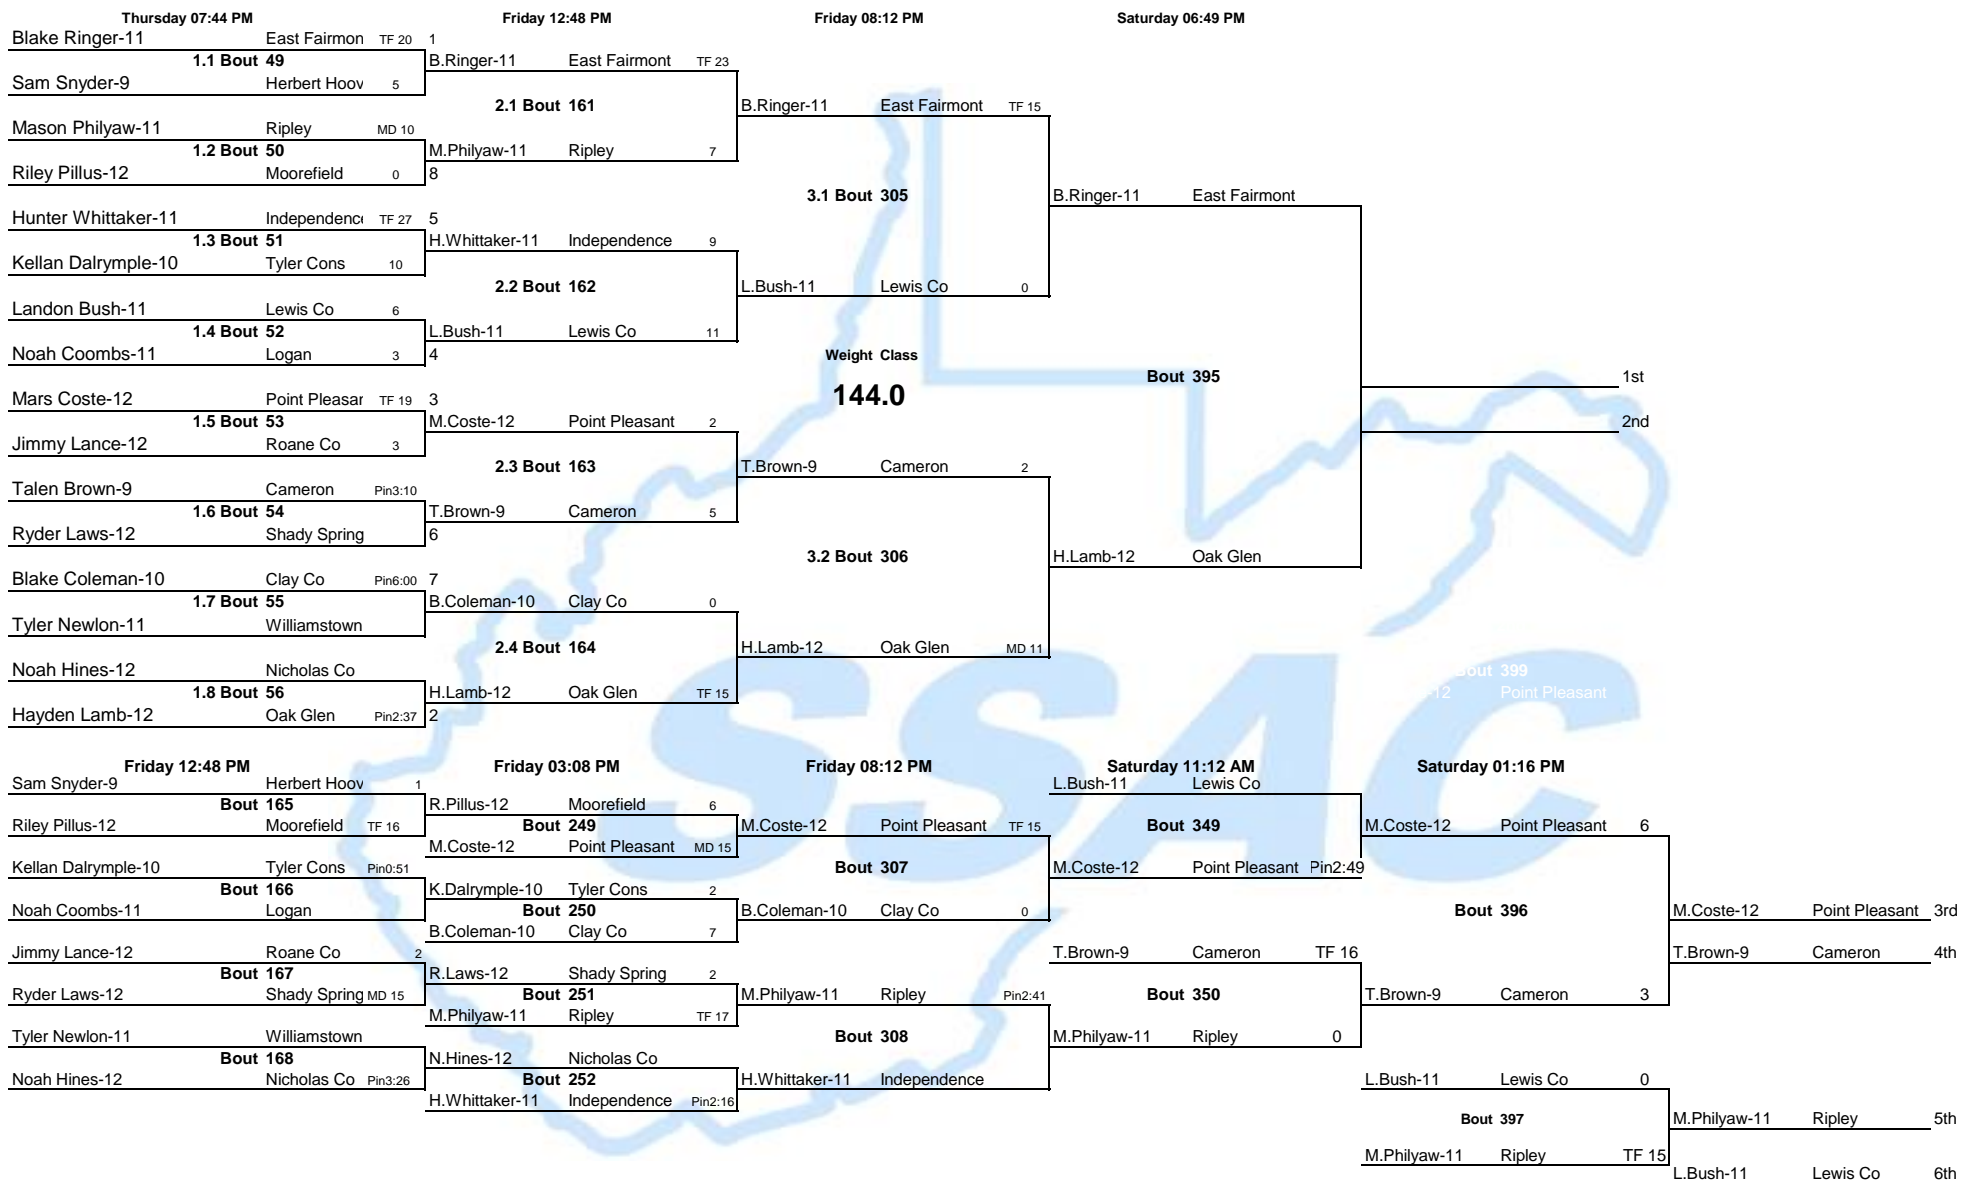 Thursday 07:44 PM Friday 12:48 PM Friday 08:12 PM Saturday 06:49 PM
Blake Ringer-11 East Fairmon TF 20 1
1.1 Bout 49
B.Ringer-11 East Fairmont TF 23
Sam Snyder-9 Herbert Hoov 5
2.1 Bout 161
B.Ringer-11 East Fairmont TF 15
Mason Philyaw-11 Ripley MD 10
1.2 Bout 50
M.Philyaw-11 Ripley 7
Riley Pillus-12 Moorefield 0 8
3.1 Bout 305
B.Ringer-11 East Fairmont
Hunter Whittaker-11 Independence TF 27 5
1.3 Bout 51
H.Whittaker-11 Independence 9
Kellan Dalrymple-10 Tyler Cons 10
2.2 Bout 162
L.Bush-11 Lewis Co 0
Landon Bush-11 Lewis Co 6
1.4 Bout 52
L.Bush-11 Lewis Co 11
Noah Coombs-11 Logan 3 4
Weight Class
144.0
Bout 395
1st
2nd
Mars Coste-12 Point Pleasar TF 19 3
1.5 Bout 53
M.Coste-12 Point Pleasant 2
Jimmy Lance-12 Roane Co 3
2.3 Bout 163
T.Brown-9 Cameron 2
Talen Brown-9 Cameron Pin3:10
1.6 Bout 54
T.Brown-9 Cameron 5
Ryder Laws-12 Shady Spring 6
3.2 Bout 306
H.Lamb-12 Oak Glen
Blake Coleman-10 Clay Co Pin6:00 7
1.7 Bout 55
B.Coleman-10 Clay Co 0
Tyler Newlon-11 Williamstown
2.4 Bout 164
H.Lamb-12 Oak Glen MD 11
Noah Hines-12 Nicholas Co
1.8 Bout 56
H.Lamb-12 Oak Glen TF 15
Hayden Lamb-12 Oak Glen Pin2:37 2
Bout 399
-12 Point Pleasant
SSAC
Friday 12:48 PM Friday 03:08 PM Friday 08:12 PM Saturday 11:12 AM Saturday 01:16 PM
Sam Snyder-9 Herbert Hoov 1
Bout 165
Riley Pillus-12 Moorefield TF 16
R.Pillus-12 Moorefield 6
Bout 249
M.Coste-12 Point Pleasant MD 15
M.Coste-12 Point Pleasant TF 15
L.Bush-11 Lewis Co
Bout 349
M.Coste-12 Point Pleasant 6
Kellan Dalrymple-10 Tyler Cons Pin0:51
Bout 166
Noah Coombs-11 Logan
K.Dalrymple-10 Tyler Cons 2
Bout 250
B.Coleman-10 Clay Co 7
Bout 307
B.Coleman-10 Clay Co 0
M.Coste-12 Point Pleasant Pin2:49
Bout 396
M.Coste-12 Point Pleasant 3rd
T.Brown-9 Cameron 4th
Jimmy Lance-12 Roane Co 2
Bout 167
Ryder Laws-12 Shady Spring MD 15
R.Laws-12 Shady Spring 2
Bout 251
M.Philyaw-11 Ripley TF 17
M.Philyaw-11 Ripley Pin2:41
T.Brown-9 Cameron TF 16
Bout 350
T.Brown-9 Cameron 3
Tyler Newlon-11 Williamstown
Bout 168
Noah Hines-12 Nicholas Co Pin3:26
N.Hines-12 Nicholas Co
Bout 252
H.Whittaker-11 Independence Pin2:16
Bout 308
H.Whittaker-11 Independence
M.Philyaw-11 Ripley 0
L.Bush-11 Lewis Co 0
Bout 397
M.Philyaw-11 Ripley TF 15
M.Philyaw-11 Ripley 5th
L.Bush-11 Lewis Co 6th